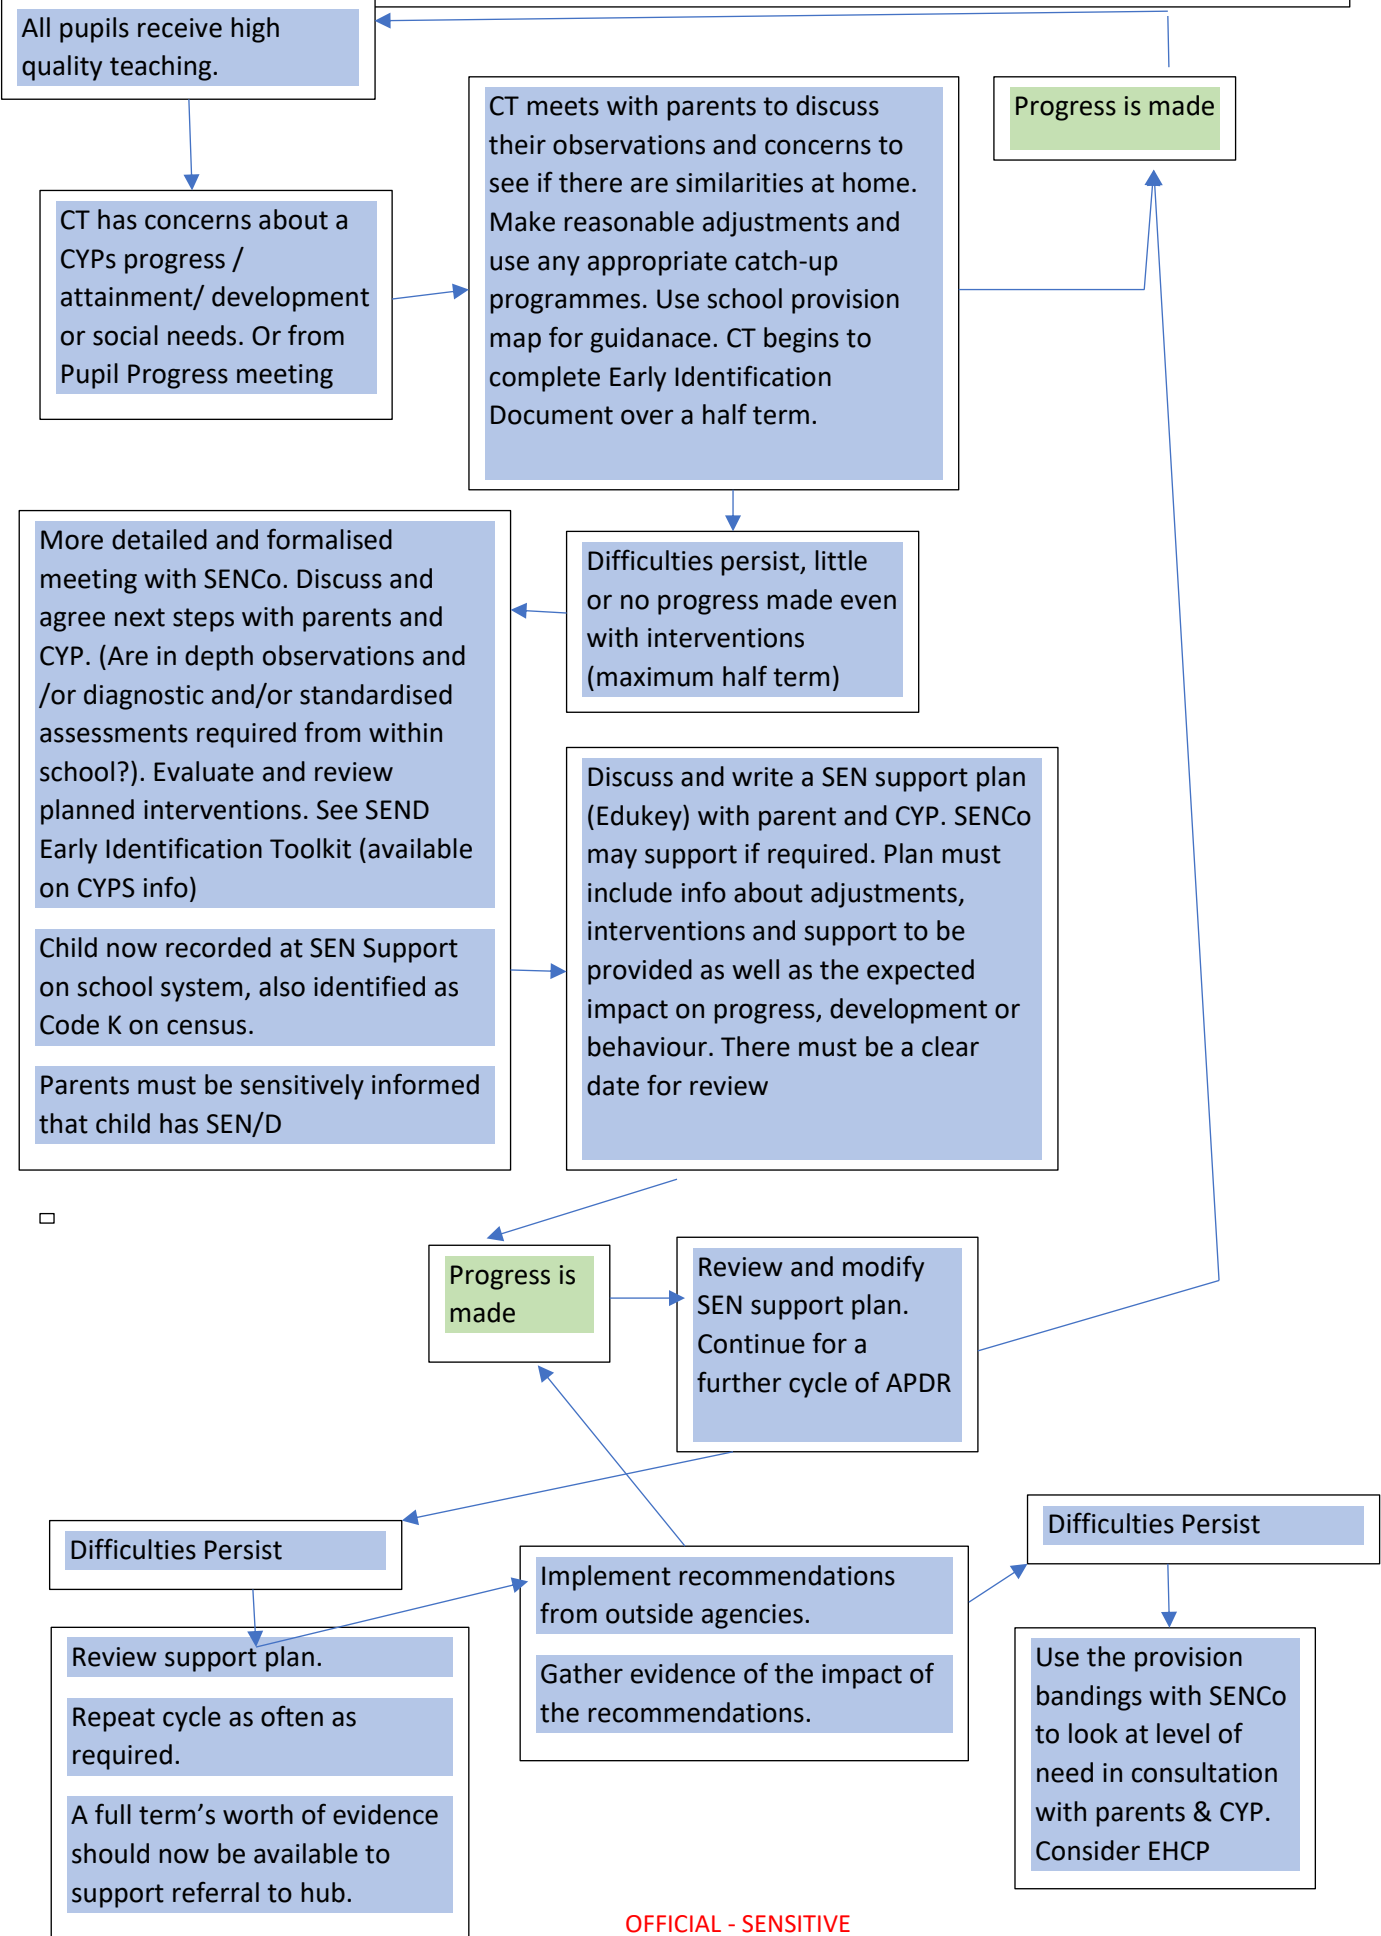 All pupils receive high
quality teaching.
Progress is made
CT meets with parents to discuss
their observations and concerns to
see if there are similarities at home.
Make reasonable adjustments and
use any appropriate catch-up
programmes. Use school provision
map for guidanace. CT begins to
complete Early Identification
Document over a half term.
CT has concerns about a
CYPs progress /
attainment/ development
or social needs. Or from
Pupil Progress meeting
More detailed and formalised
meeting with SENCo. Discuss and
agree next steps with parents and
CYP. (Are in depth observations and
/or diagnostic and/or standardised
assessments required from within
school?). Evaluate and review
planned interventions. See SEND
Early Identification Toolkit (available
on CYPS info)
Child now recorded at SEN Support
on school system, also identified as
Code K on census.
Parents must be sensitively informed
that child has SEN/D
Difficulties persist, little
or no progress made even
with interventions
(maximum half term)
Discuss and write a SEN support plan
(Edukey) with parent and CYP. SENCo
may support if required. Plan must
include info about adjustments,
interventions and support to be
provided as well as the expected
impact on progress, development or
behaviour. There must be a clear
date for review
Progress is
made
Review and modify
SEN support plan.
Continue for a
further cycle of APDR
Difficulties Persist
Review support plan.
Repeat cycle as often as
required.
A full term’s worth of evidence
should now be available to
support referral to hub.
Implement recommendations
from outside agencies.
Gather evidence of the impact of
the recommendations.
Difficulties Persist
Use the provision
bandings with SENCo
to look at level of
need in consultation
with parents & CYP.
Consider EHCP
OFFICIAL - SENSITIVE